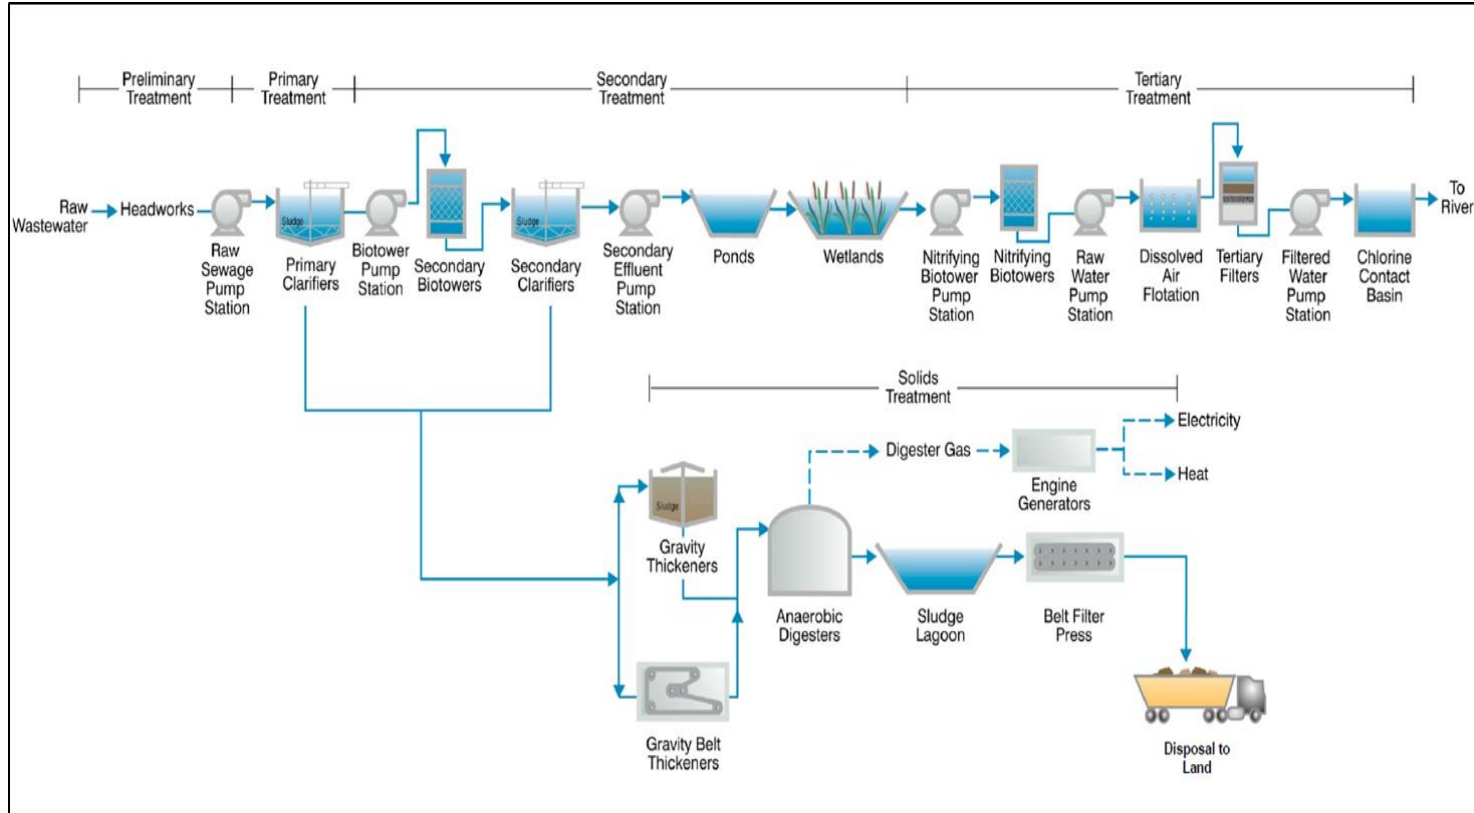 Preliminary
Treatment
Primary
Treatment
Secondary
Treatment
Tertiary
Treatment
Raw
Wastewater
Headworks
Raw
Sewage
Pump
Station
Sludge
Primary
Clarifiers
Biotower
Pump
Station
Secondary
Biotowers
Sludge
Secondary
Clarifiers
Secondary
Effluent
Pump
Station
Ponds
Wetlands
Nitrifying
Biotower
Pump
Station
Nitrifying
Biotowers
Raw
Water
Pump
Station
Dissolved
Air
Flotation
Tertiary
Filters
Filtered
Water
Pump
Station
Chlorine
Contact
Basin
To
River
Solids
Treatment
Sludge
Gravity
Thickeners
Gravity Belt
Thickeners
Anaerobic
Digesters
Digester Gas
Engine
Generators
Electricity
Heat
Sludge
Lagoon
Belt Filter
Press
Disposal to
Land